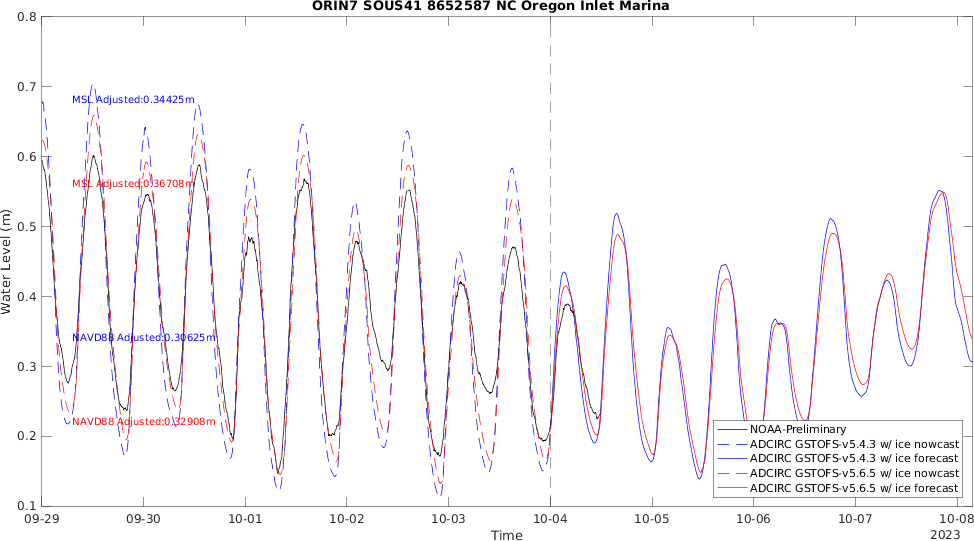 ORIN7 SOUS41 8652587 NC Oregon Inlet Marina
0.8
0.7
0.6
0.5
0.4
0.3
0.2
0.1
Water Level (m)
MSL Adjusted:0.34425m
MSL Adjusted:0.36708m
NAVD88 Adjusted:0.30625m
NAVD88 Adjusted:0.32908m
NOAA-Preliminary
ADCIRC GSTOFS-v5.4.3 w/ ice nowcast
ADCIRC GSTOFS-v5.4.3 w/ ice forecast
ADCIRC GSTOFS-v5.6.5 w/ ice nowcast
ADCIRC GSTOFS-v5.6.5 w/ ice forecast
09-29 09-30 10-01 10-02 10-03 10-04 10-05 10-06 10-07 10-08
2023
Time